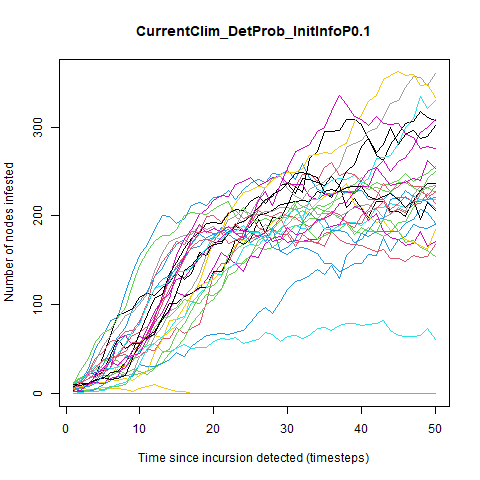 CurrentClim_DetProb_InitInfoP0.1
Number of nodes infested
300
200
100
0
0 10 20 30 40 50
Time since incursion detected (timesteps)